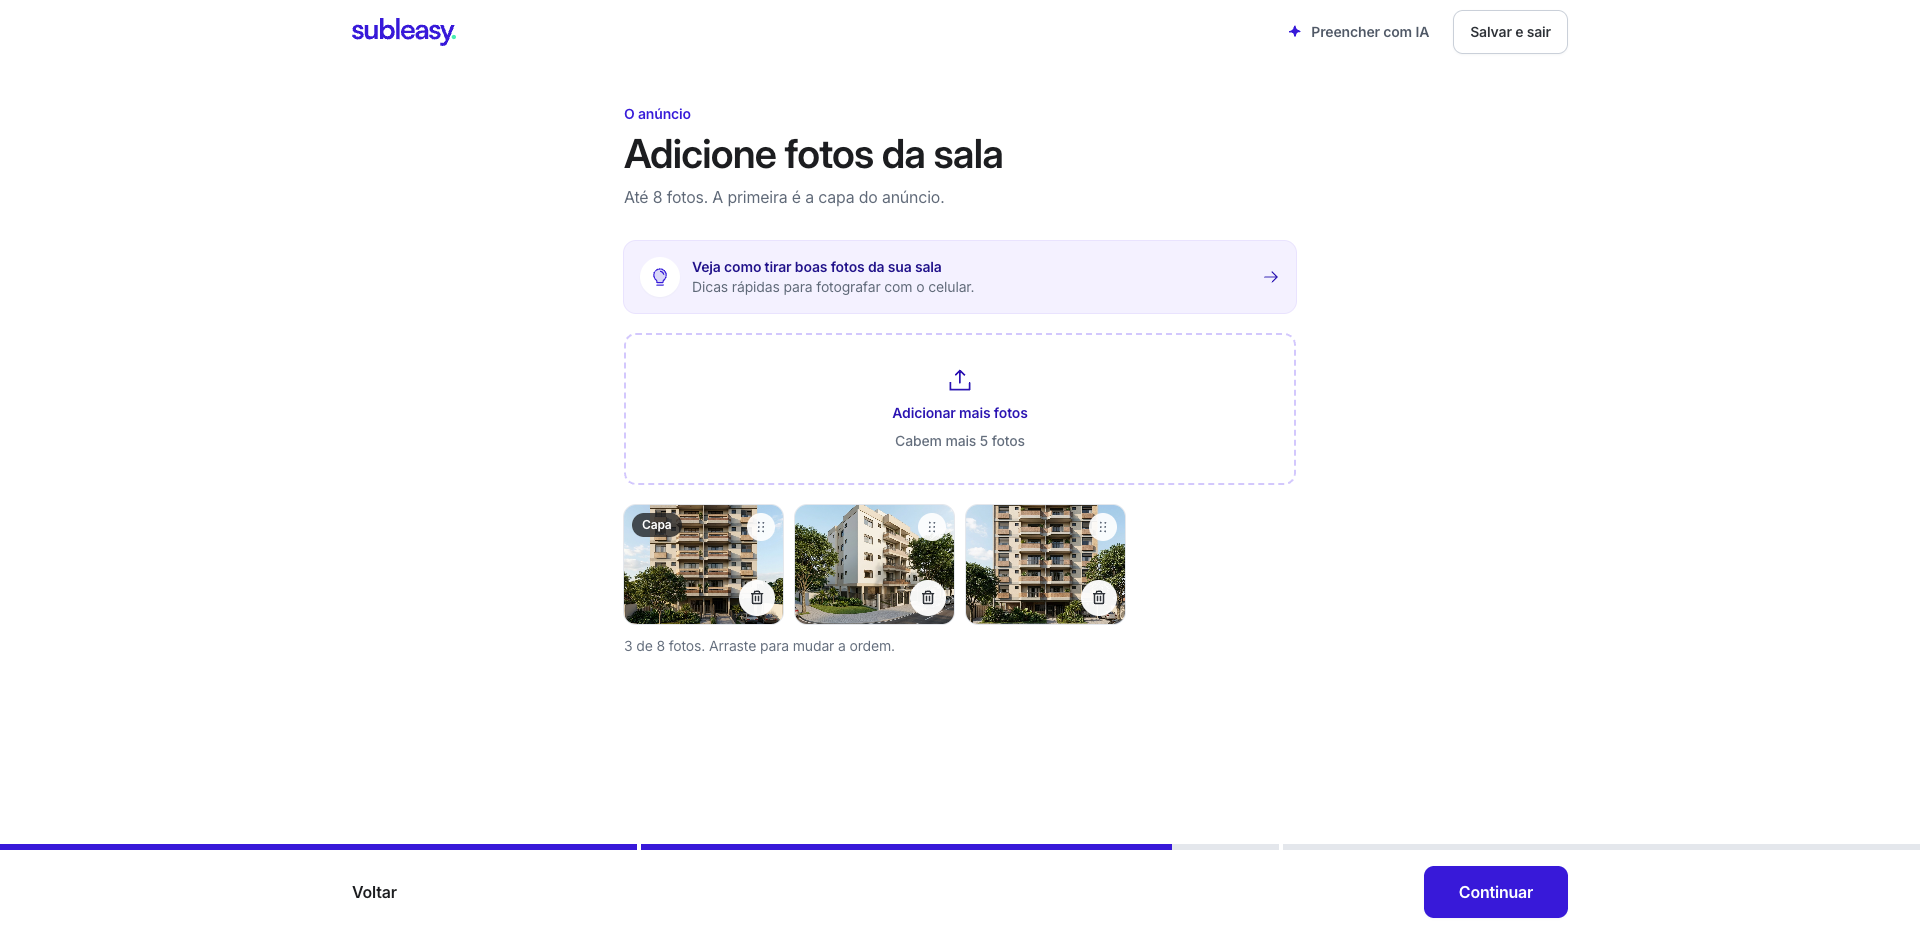 subleasy.
Preencher com IA
Salvar e sair
O anúncio
Adicione fotos da sala
Até 8 fotos. A primeira é a capa do anúncio.
Veja como tirar boas fotos da sua sala
Dicas rápidas para fotografar com o celular.
Adicionar mais fotos
Cabem mais 5 fotos
Capa
3 de 8 fotos. Arraste para mudar a ordem.
Voltar
Continuar